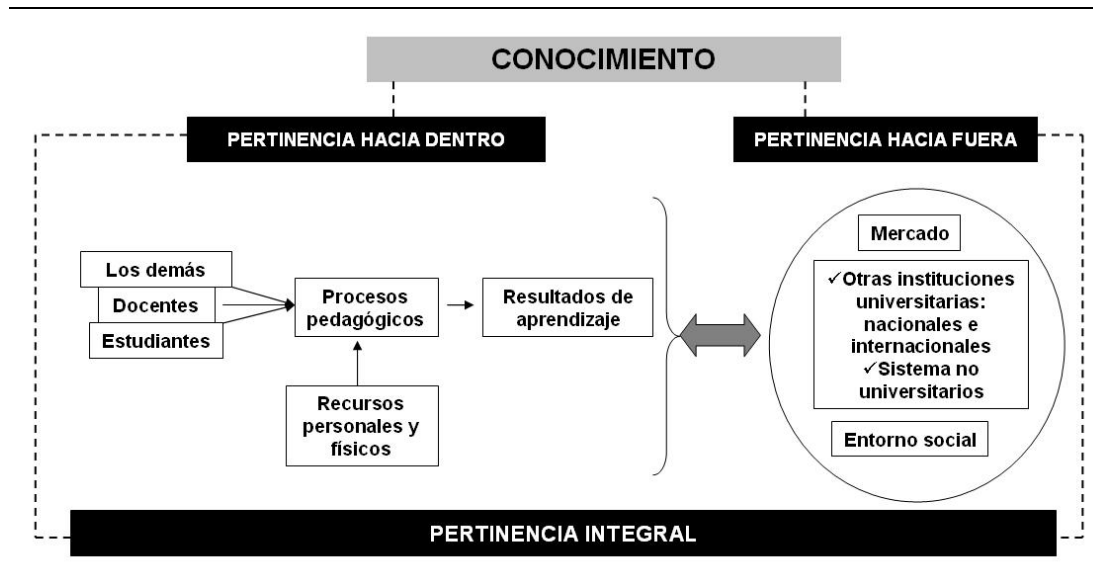 CONOCIMIENTO
PERTINENCIA HACIA DENTRO
PERTINENCIA HACIA FUERA
Los demás
Docentes
Estudiantes
Procesos
pedagógicos
Recursos
personales y
físicos
Resultados de
aprendizaje
Mercado
✓Otras instituciones
universitarias:
nacionales e
internacionales
✓Sistema no
universitarios
Entorno social
PERTINENCIA INTEGRAL